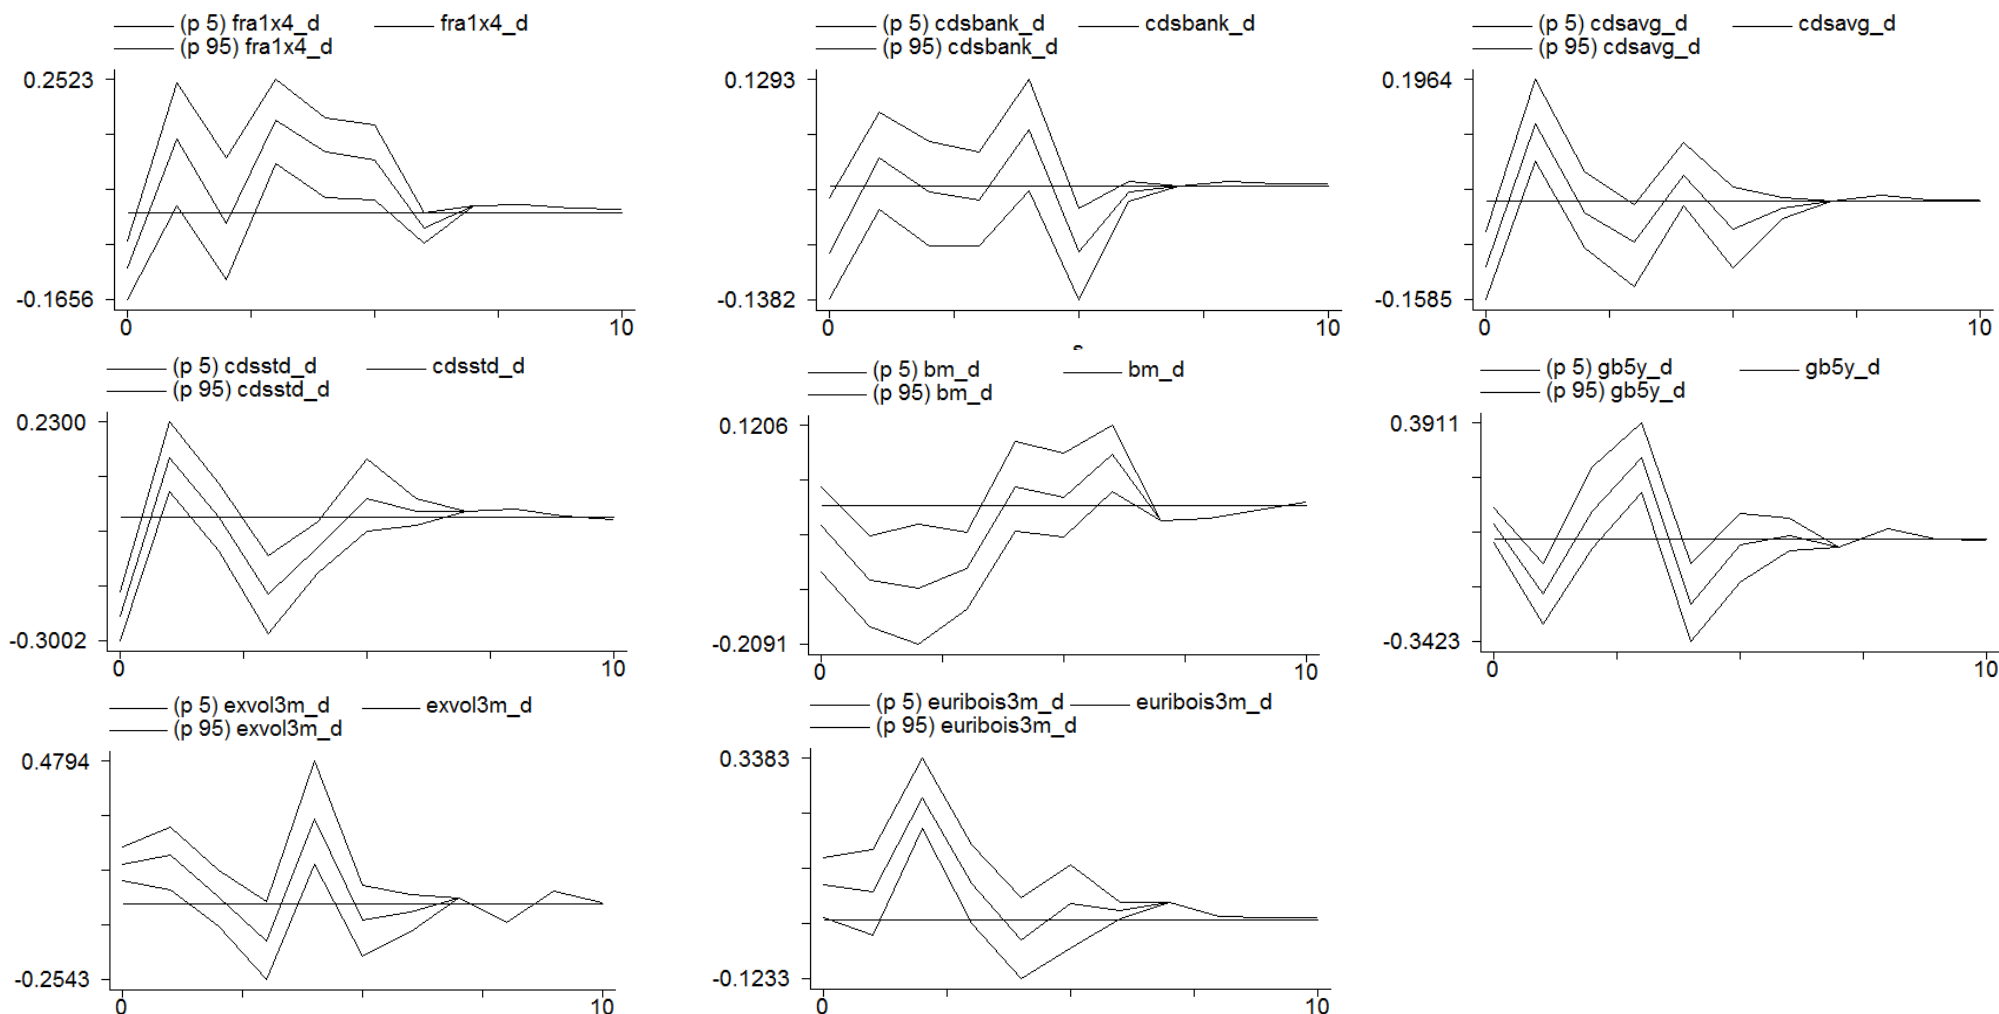 (p 5) fra1x4_d fra1x4_d
(p 95) fra1x4_d
0.2523
-0.1656
0 10
(p 5) cdsbank_d cdsbank_d
(p 95) cdsbank_d
0.1293
-0.1382
0 10
(p 5) cdsavg_d cdsavg_d
(p 95) cdsavg_d
0.1964
-0.1585
0 10
(p 5) cdsstd_d cdsstd_d
(p 95) cdsstd_d
0.2300
-0.3002
0 10
(p 5) bm_d bm_d
(p 95) bm_d
0.1206
-0.2091
0 10
(p 5) gb5y_d gb5y_d
(p 95) gb5y_d
0.3911
-0.3423
0 10
(p 5) exvol3m_d exvol3m_d
(p 95) exvol3m_d
0.4794
-0.2543
0 10
(p 5) euribois3m_d euribois3m_d
(p 95) euribois3m_d
0.3383
-0.1233
0 10